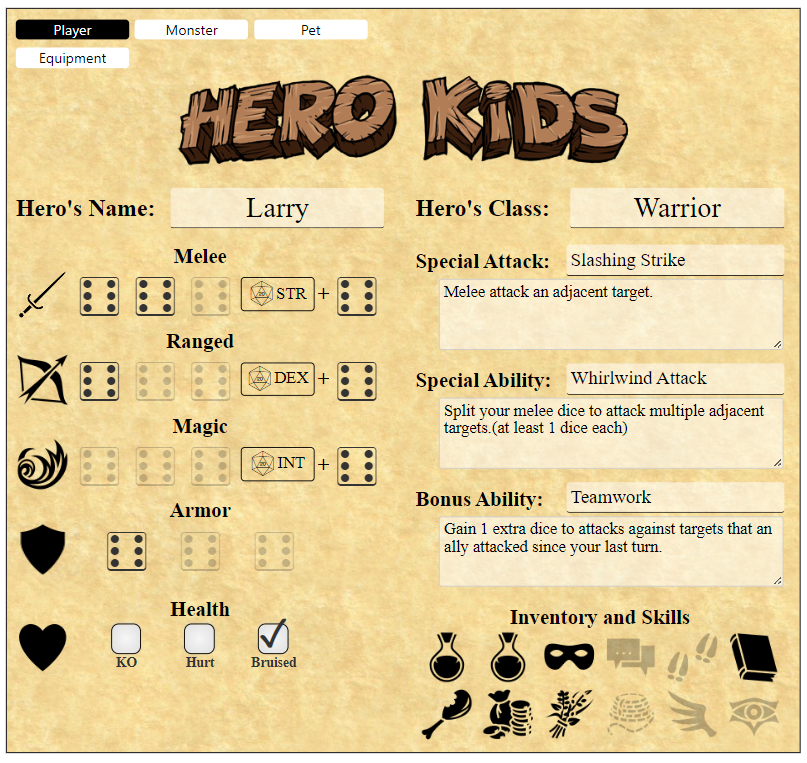 Player
Monster
Pet
Equipment
HERO KIDS
Hero's Name: Larry
Hero's Class: Warrior
Melee
STR +
Ranged
DEX +
Magic
INT +
Armor
Health
KO
Hurt
Bruised
Special Attack: Slashing Strike
Melee attack an adjacent target.
Special Ability: Whirlwind Attack
Split your melee dice to attack multiple adjacent
targets.(at least 1 dice each)
Bonus Ability: Teamwork
Gain 1 extra dice to attacks against targets that an
ally attacked since your last turn.
Inventory and Skills